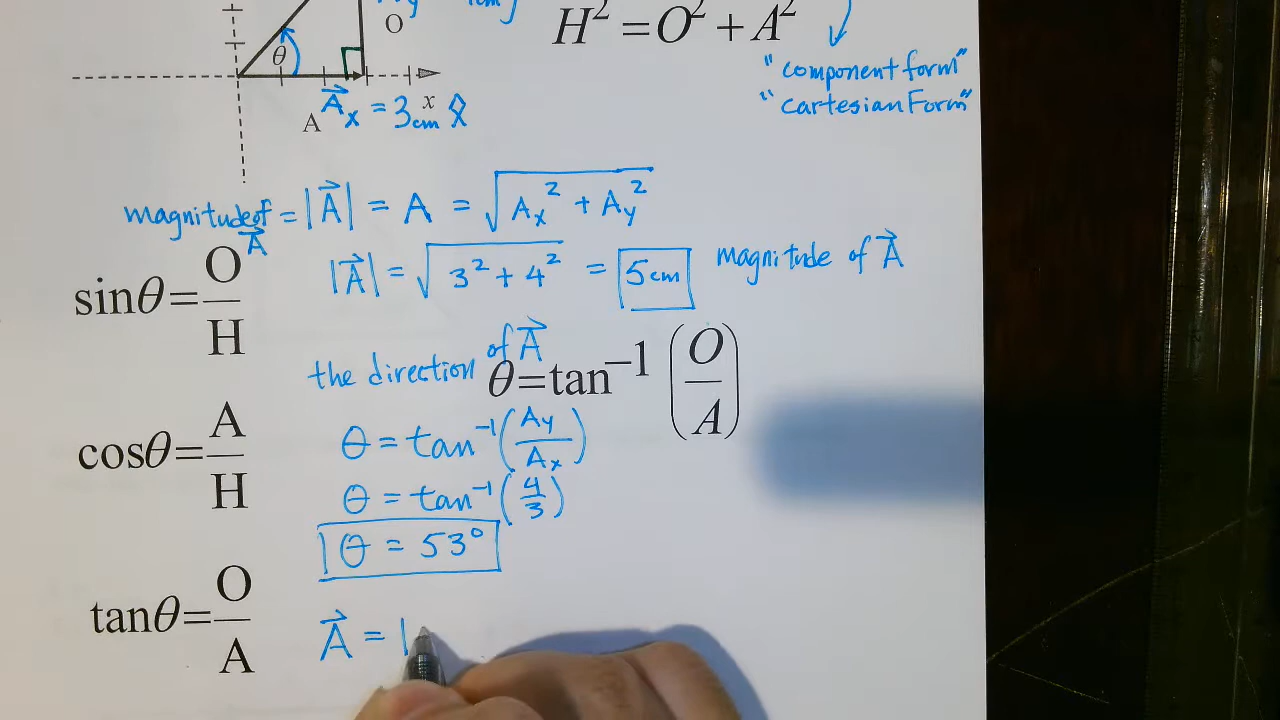 O
H² = O² + A²
θ
"component form"
"Cartesian Form"
x
A⃗x = 3cm x̂
A
magnitude of A⃗ = |A⃗| = A = √(Ax² + Ay²)
|A⃗| = √(3² + 4²) = 5cm magnitude of A⃗
sinθ = O/H
the direction of A⃗ θ = tan⁻¹(O/A)
θ = tan⁻¹(Ay/Ax)
cosθ = A/H
θ = tan⁻¹(4/3)
θ = 53°
tanθ = O/A
A⃗ = |